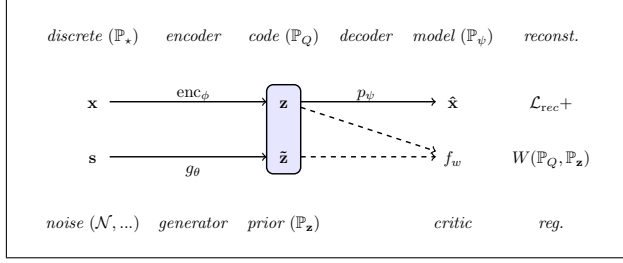 discrete (ℙ⋆) encoder code (ℙ_Q) decoder model (ℙ_ψ) reconst.
enc_ϕ p_ψ
x z x̂ ℒ_rec+
s z̃ f_w W(ℙ_Q, ℙ_z)
g_θ
noise (𝒩, ...) generator prior (ℙ_z) critic reg.